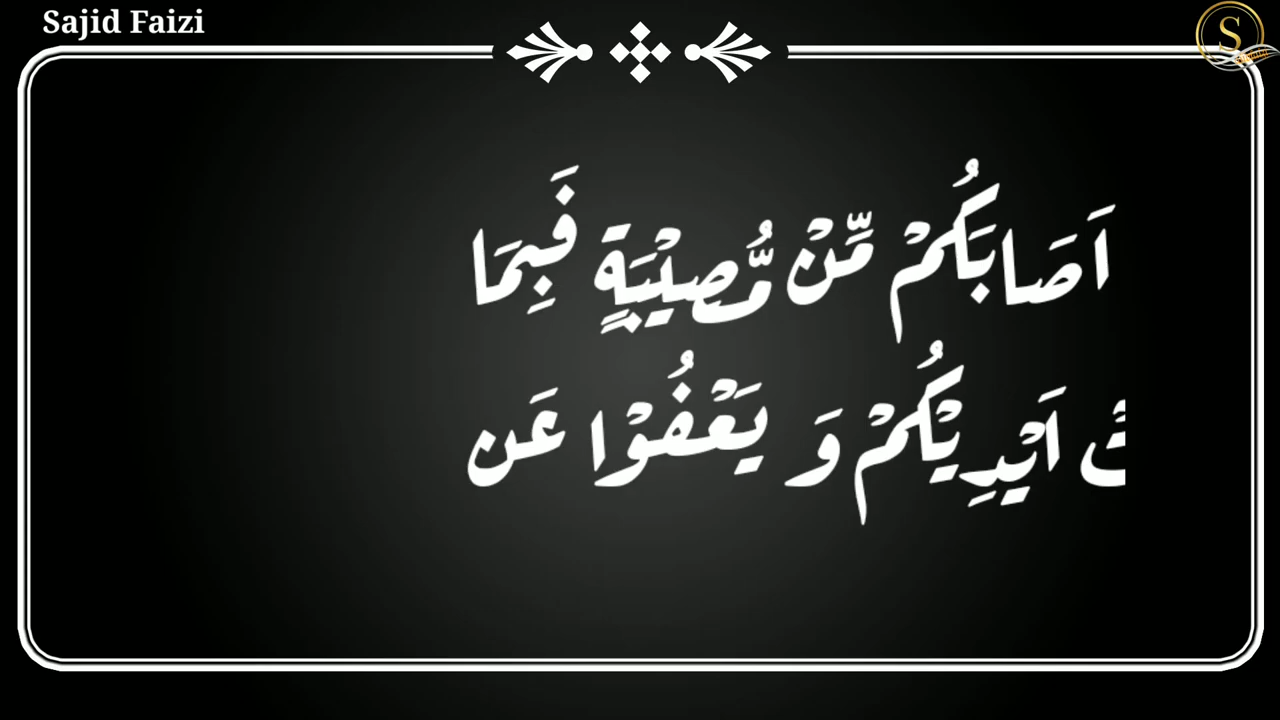 Sajid Faizi
S
اَصَابَكُمْ مِّنْ مُّصِیْبَةٍ فَبِمَا
اَیْدِیْكُمْ وَ یَعْفُوْا عَن